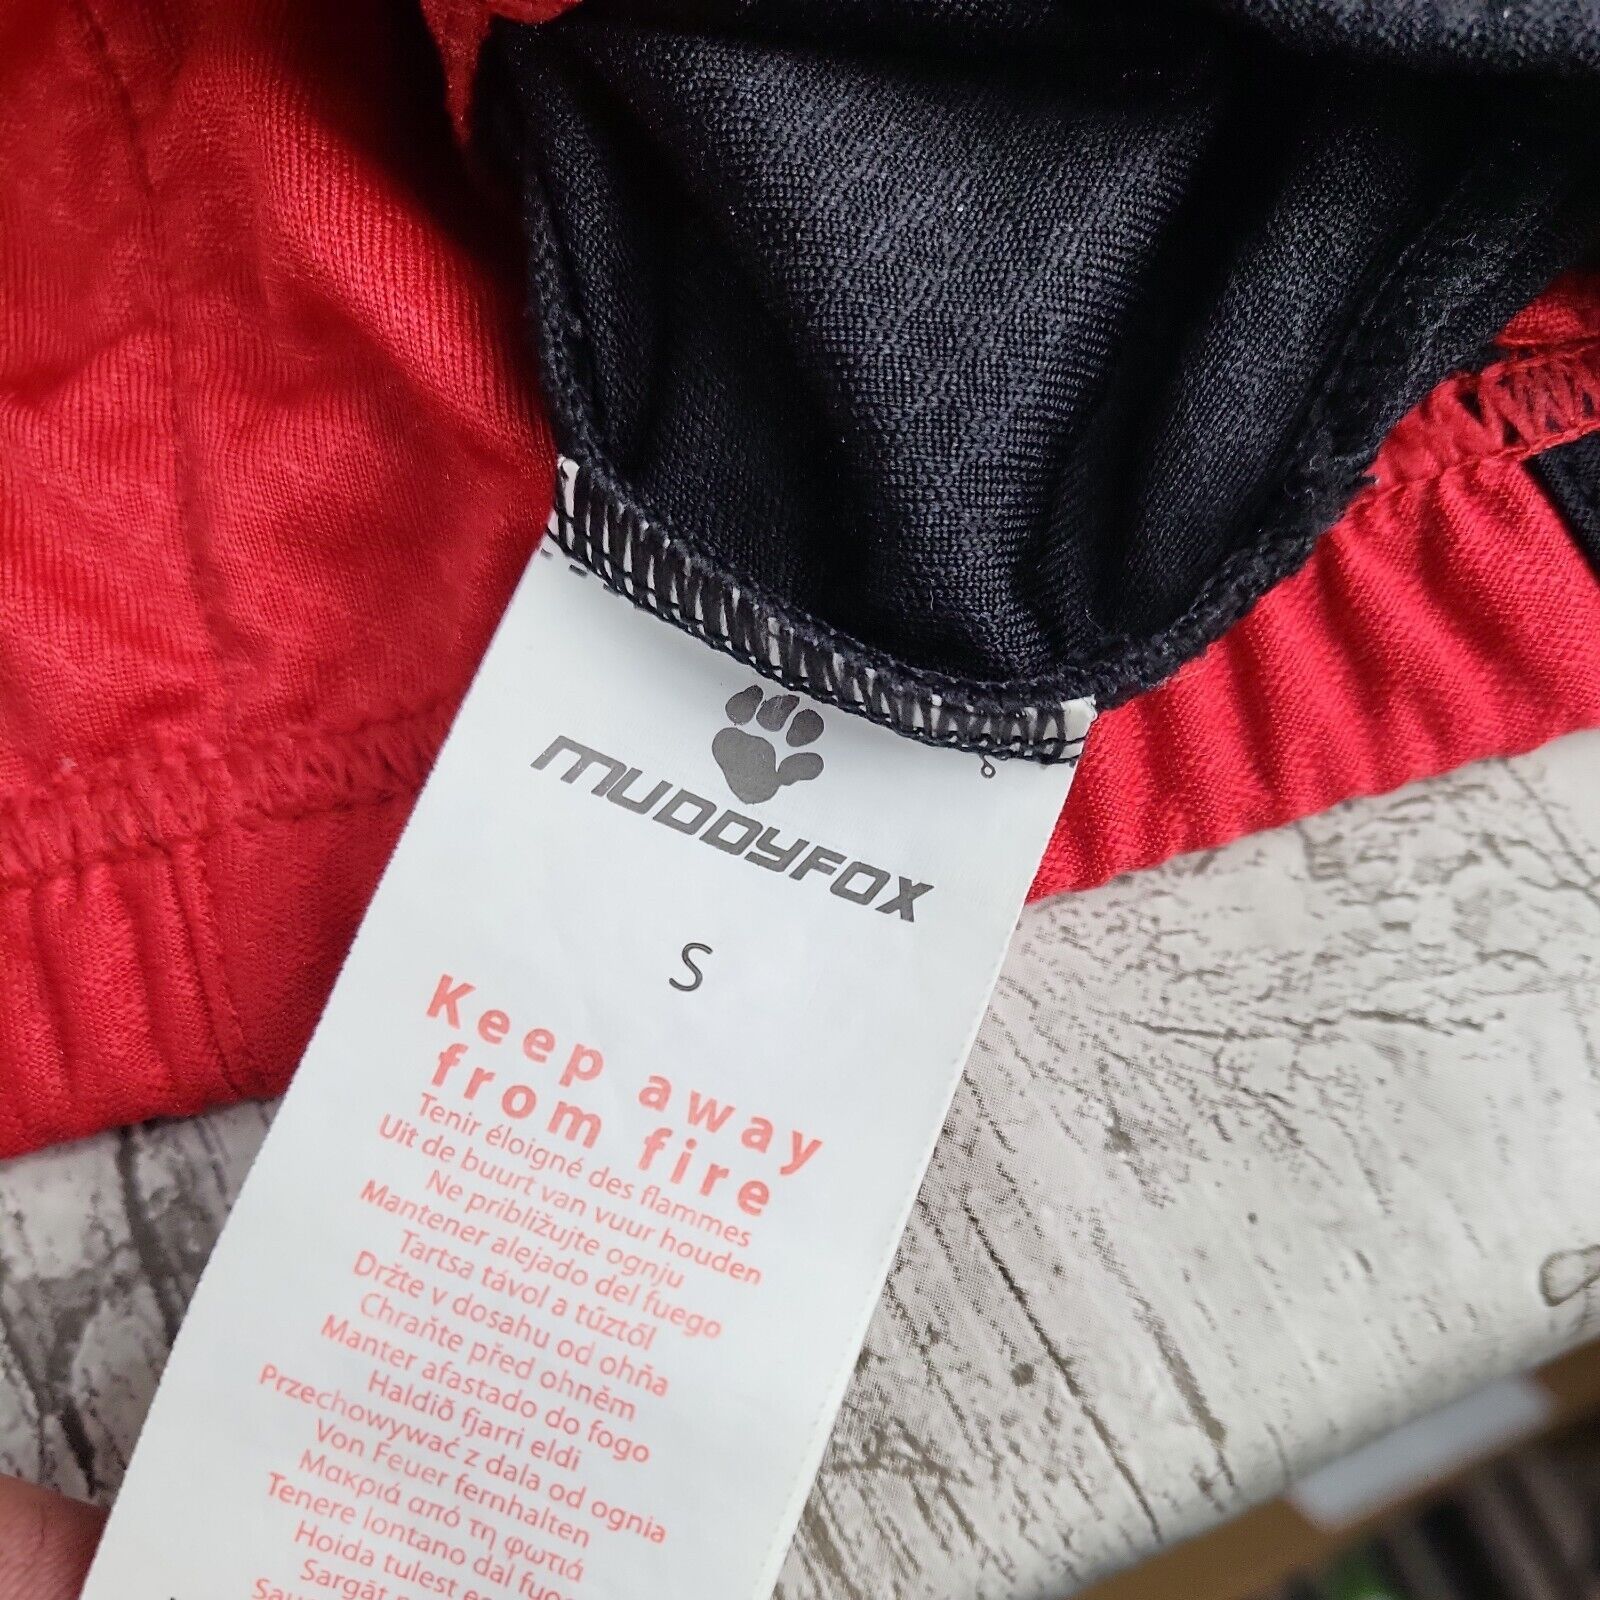 MUDDYFOX
S
Keep away
from fire
Tenir éloigné des flammes
Uit de buurt van vuur houden
Ne približujte ognju
Mantener alejado del fuego
Tartsa távol a tűztől
Držte v dosahu od ohňa
Chraňte před ohněm
Manter afastado do fogo
Haldið fjarri eldi
Przechowywać z dala od ognia
Von Feuer fernhalten
Μακριά από τη φωτιά
Tenere lontano dal
Hoida tulest
Sargāt